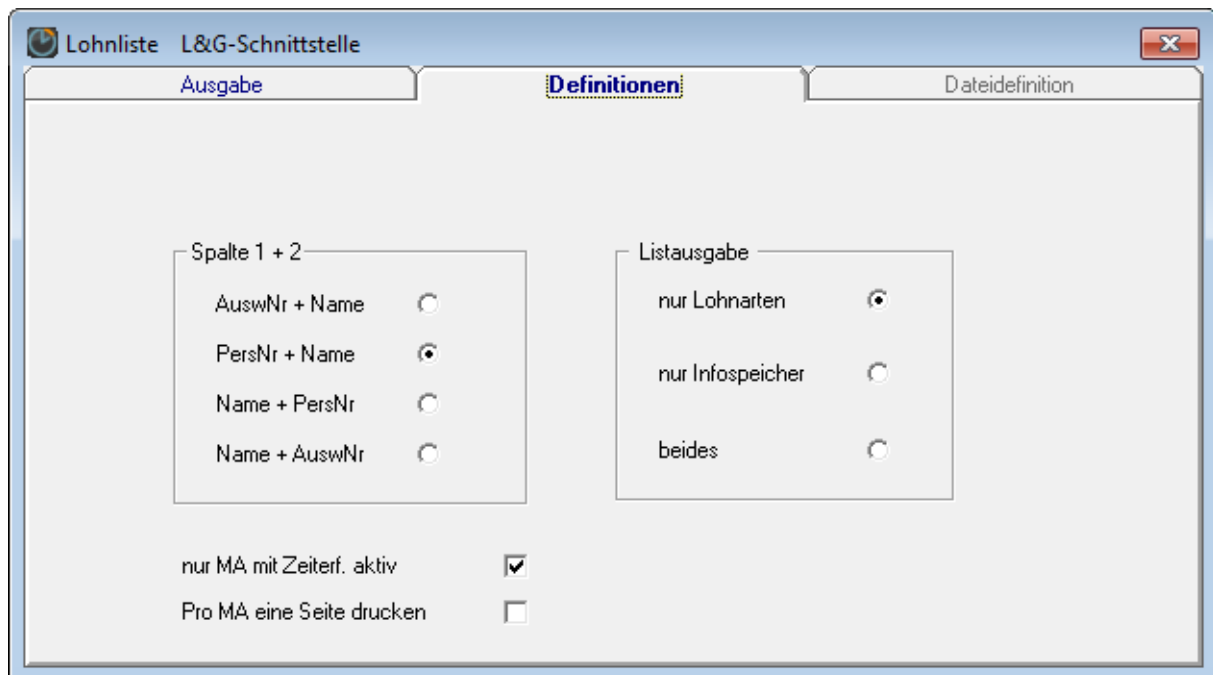 Lohnliste L&G-Schnittstelle
Ausgabe Definitionen Dateidefinition
Spalte 1 + 2
AuswNr + Name
PersNr + Name
Name + PersNr
Name + AuswNr
Listausgabe
nur Lohnarten
nur Infospeicher
beides
nur MA mit Zeiterf. aktiv
Pro MA eine Seite drucken